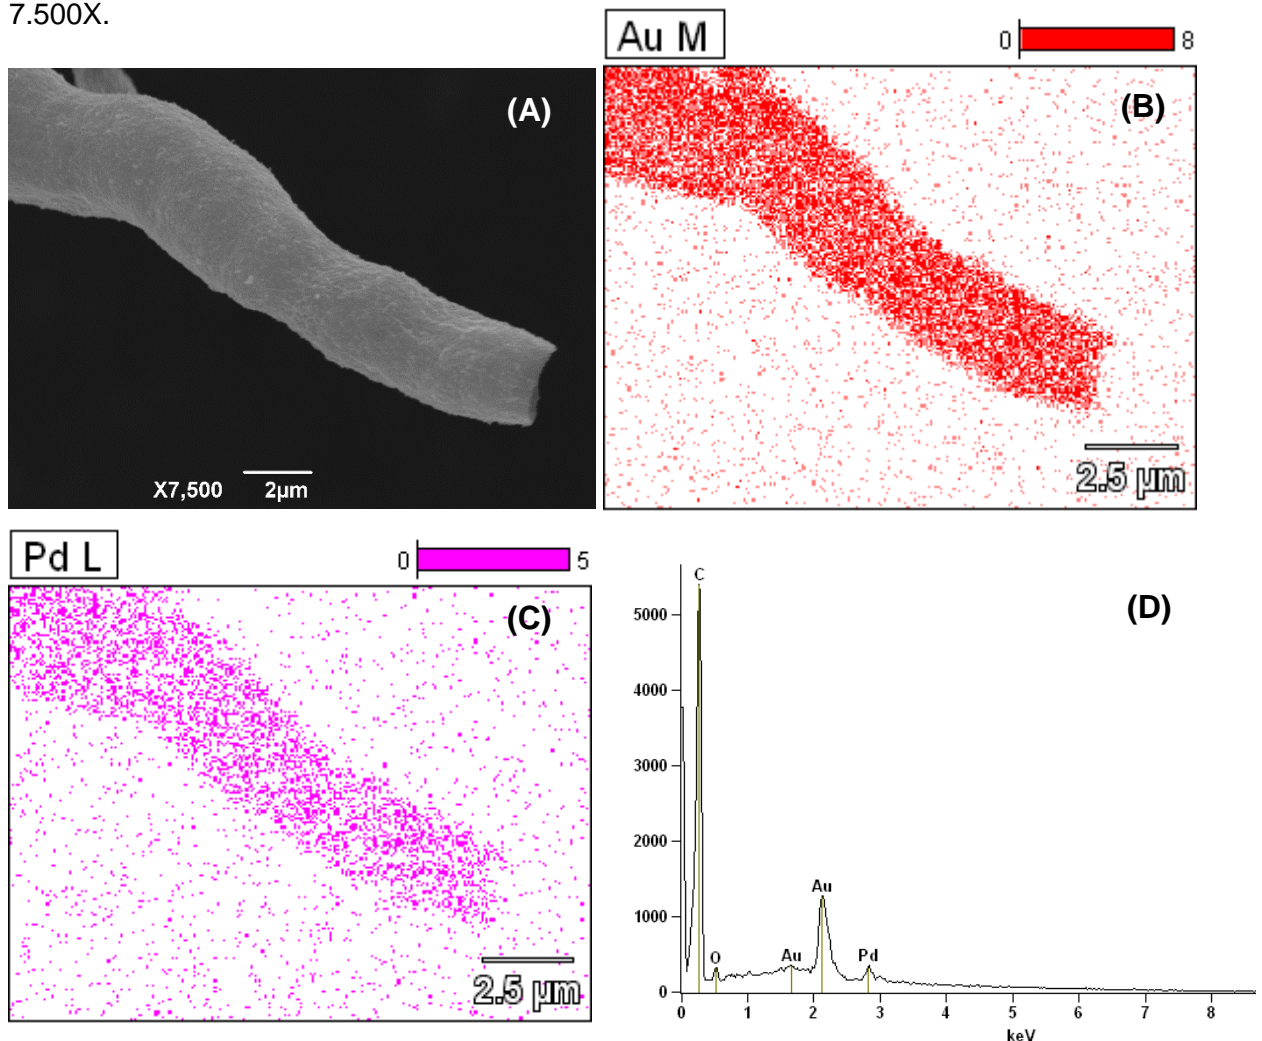 7.500X.
(A)
X7,500 2µm
Au M
0 8
(B)
2.5 µm
Pd L
0 5
(C)
2.5 µm
(D)
C
5000
4000
3000
2000
Au
1000
O Au Pd
0
0 1 2 3 4 5 6 7 8
keV